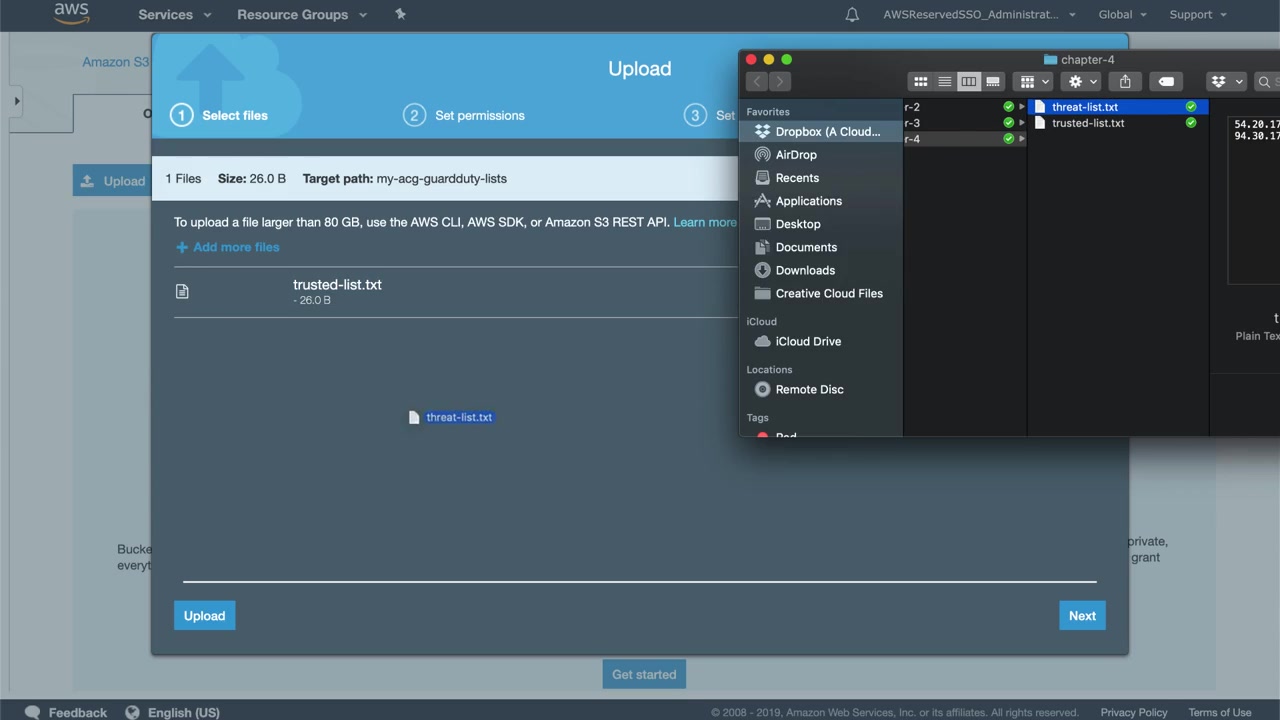 aws
Services
Resource Groups
AWSReservedSSO_Administrat...
Global
Support
Amazon S3
Upload
Upload
1 Select files
2 Set permissions
3 Set
1 Files Size: 26.0 B Target path: my-acg-guardduty-lists
To upload a file larger than 80 GB, use the AWS CLI, AWS SDK, or Amazon S3 REST API. Learn more
Add more files
trusted-list.txt
- 26.0 B
threat-list.txt
Upload
Next
Get started
Bucke
everyt
private,
grant
chapter-4
Favorites
Dropbox (A Cloud...
AirDrop
Recents
Applications
Desktop
Documents
Downloads
Creative Cloud Files
iCloud
iCloud Drive
Locations
Remote Disc
Tags
r-2
r-3
r-4
threat-list.txt
trusted-list.txt
54.20.17
94.30.17
Plain Tex
Feedback
English (US)
© 2008 - 2019, Amazon Web Services, Inc. or its affiliates. All rights reserved.
Privacy Policy
Terms of Use